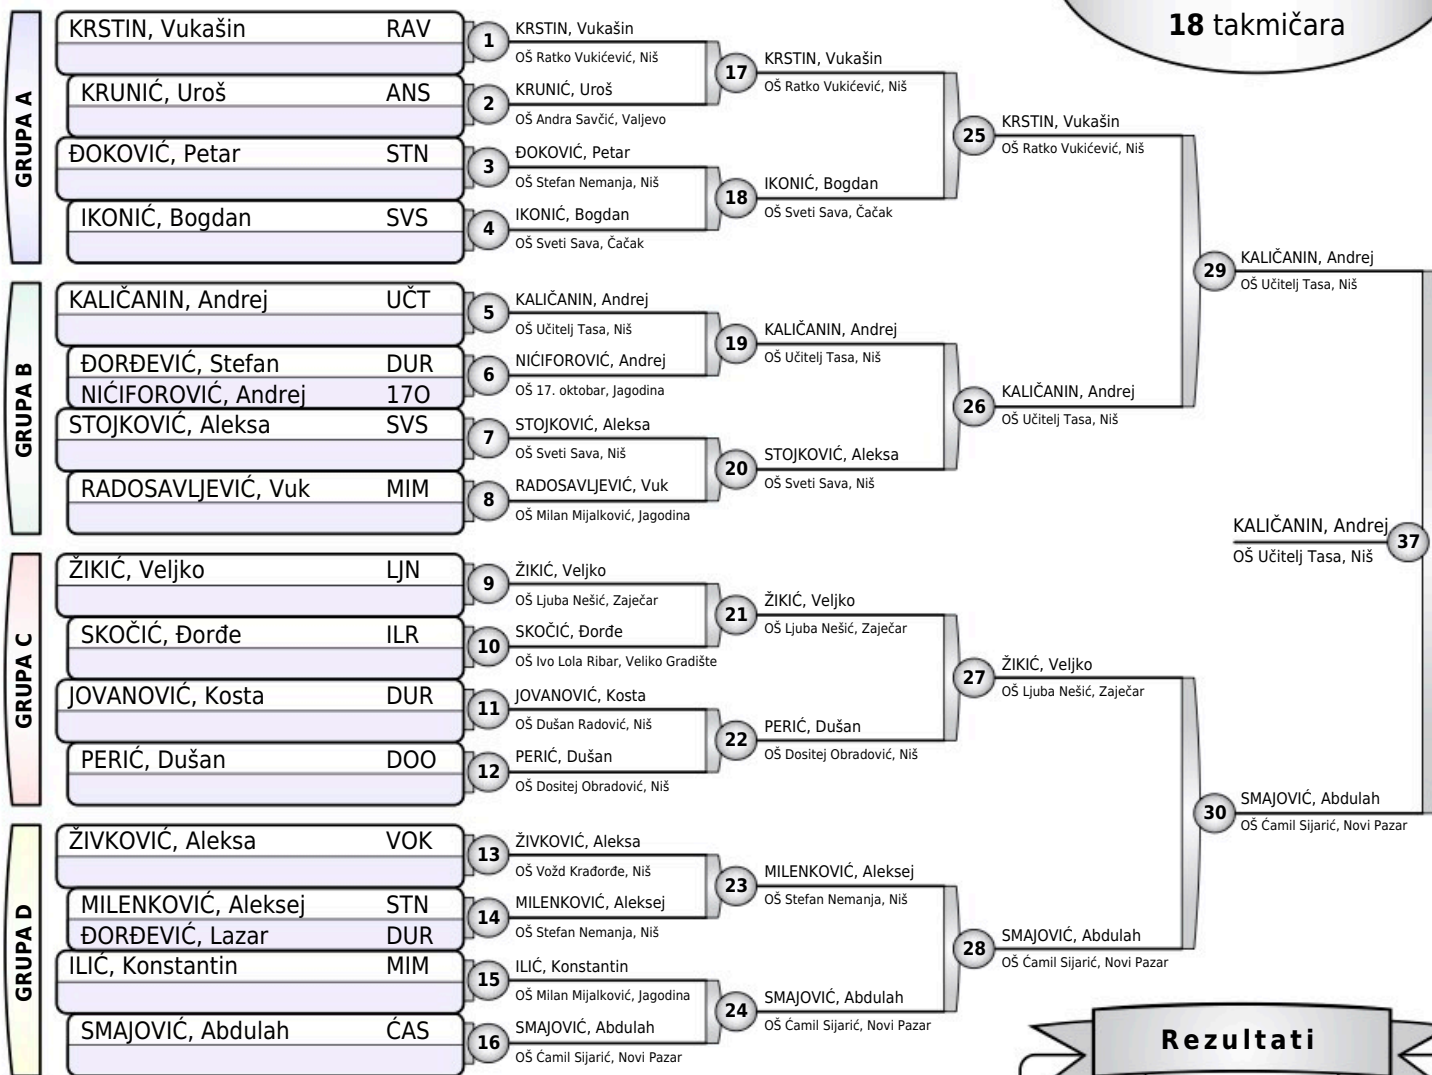 18 takmičara
GRUPA A
KRSTIN, Vukašin RAV
KRUNIĆ, Uroš ANS
ĐOKOVIĆ, Petar STN
IKONIĆ, Bogdan SVS
GRUPA B
KALIČANIN, Andrej UČT
ĐORĐEVIĆ, Stefan DUR
NIĆIFOROVIĆ, Andrej 17O
STOJKOVIĆ, Aleksa SVS
RADOSAVLJEVIĆ, Vuk MIM
GRUPA C
ŽIKIĆ, Veljko LJN
SKOČIĆ, Đorđe ILR
JOVANOVIĆ, Kosta DUR
PERIĆ, Dušan DOO
GRUPA D
ŽIVKOVIĆ, Aleksa VOK
MILENKOVIĆ, Aleksej STN
ĐORĐEVIĆ, Lazar DUR
ILIĆ, Konstantin MIM
SMAJOVIĆ, Abdulah ĆAS
1 KRSTIN, Vukašin
OŠ Ratko Vukićević, Niš
2 KRUNIĆ, Uroš
OŠ Andra Savčić, Valjevo
3 ĐOKOVIĆ, Petar
OŠ Stefan Nemanja, Niš
4 IKONIĆ, Bogdan
OŠ Sveti Sava, Čačak
5 KALIČANIN, Andrej
OŠ Učitelj Tasa, Niš
6 NIĆIFOROVIĆ, Andrej
OŠ 17. oktobar, Jagodina
7 STOJKOVIĆ, Aleksa
OŠ Sveti Sava, Niš
8 RADOSAVLJEVIĆ, Vuk
OŠ Milan Mijalković, Jagodina
9 ŽIKIĆ, Veljko
OŠ Ljuba Nešić, Zaječar
10 SKOČIĆ, Đorđe
OŠ Ivo Lola Ribar, Veliko Gradište
11 JOVANOVIĆ, Kosta
OŠ Dušan Radović, Niš
12 PERIĆ, Dušan
OŠ Dositej Obradović, Niš
13 ŽIVKOVIĆ, Aleksa
OŠ Vožd Krađorđe, Niš
14 MILENKOVIĆ, Aleksej
OŠ Stefan Nemanja, Niš
15 ILIĆ, Konstantin
OŠ Milan Mijalković, Jagodina
16 SMAJOVIĆ, Abdulah
OŠ Ćamil Sijarić, Novi Pazar
17 KRSTIN, Vukašin
OŠ Ratko Vukićević, Niš
18 IKONIĆ, Bogdan
OŠ Sveti Sava, Čačak
19 KALIČANIN, Andrej
OŠ Učitelj Tasa, Niš
20 STOJKOVIĆ, Aleksa
OŠ Sveti Sava, Niš
21 ŽIKIĆ, Veljko
OŠ Ljuba Nešić, Zaječar
22 PERIĆ, Dušan
OŠ Dositej Obradović, Niš
23 MILENKOVIĆ, Aleksej
OŠ Stefan Nemanja, Niš
24 SMAJOVIĆ, Abdulah
OŠ Ćamil Sijarić, Novi Pazar
25 KRSTIN, Vukašin
OŠ Ratko Vukićević, Niš
26 KALIČANIN, Andrej
OŠ Učitelj Tasa, Niš
27 ŽIKIĆ, Veljko
OŠ Ljuba Nešić, Zaječar
28 SMAJOVIĆ, Abdulah
OŠ Ćamil Sijarić, Novi Pazar
29 KALIČANIN, Andrej
OŠ Učitelj Tasa, Niš
30 SMAJOVIĆ, Abdulah
OŠ Ćamil Sijarić, Novi Pazar
KALIČANIN, Andrej 37
OŠ Učitelj Tasa, Niš
Rezultati